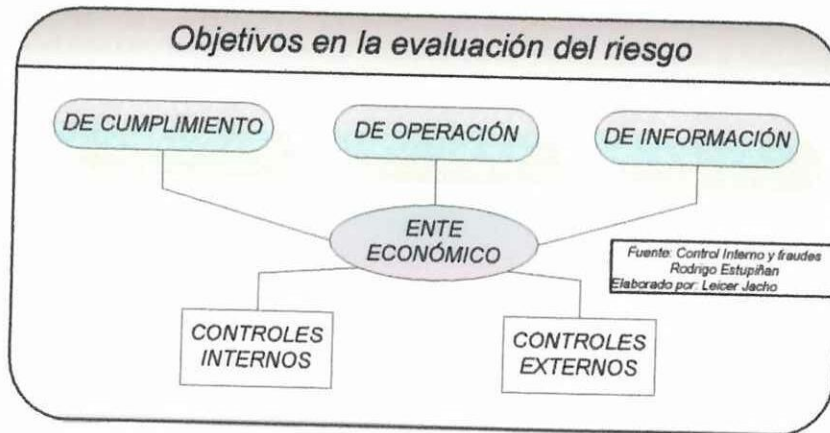 Objetivos en la evaluación del riesgo
DE CUMPLIMIENTO
DE OPERACIÓN
DE INFORMACIÓN
ENTE
ECONÓMICO
Fuente: Control Interno y fraudes
Rodrigo Estupiñan
Elaborado por: Leicer Jacho
CONTROLES
INTERNOS
CONTROLES
EXTERNOS